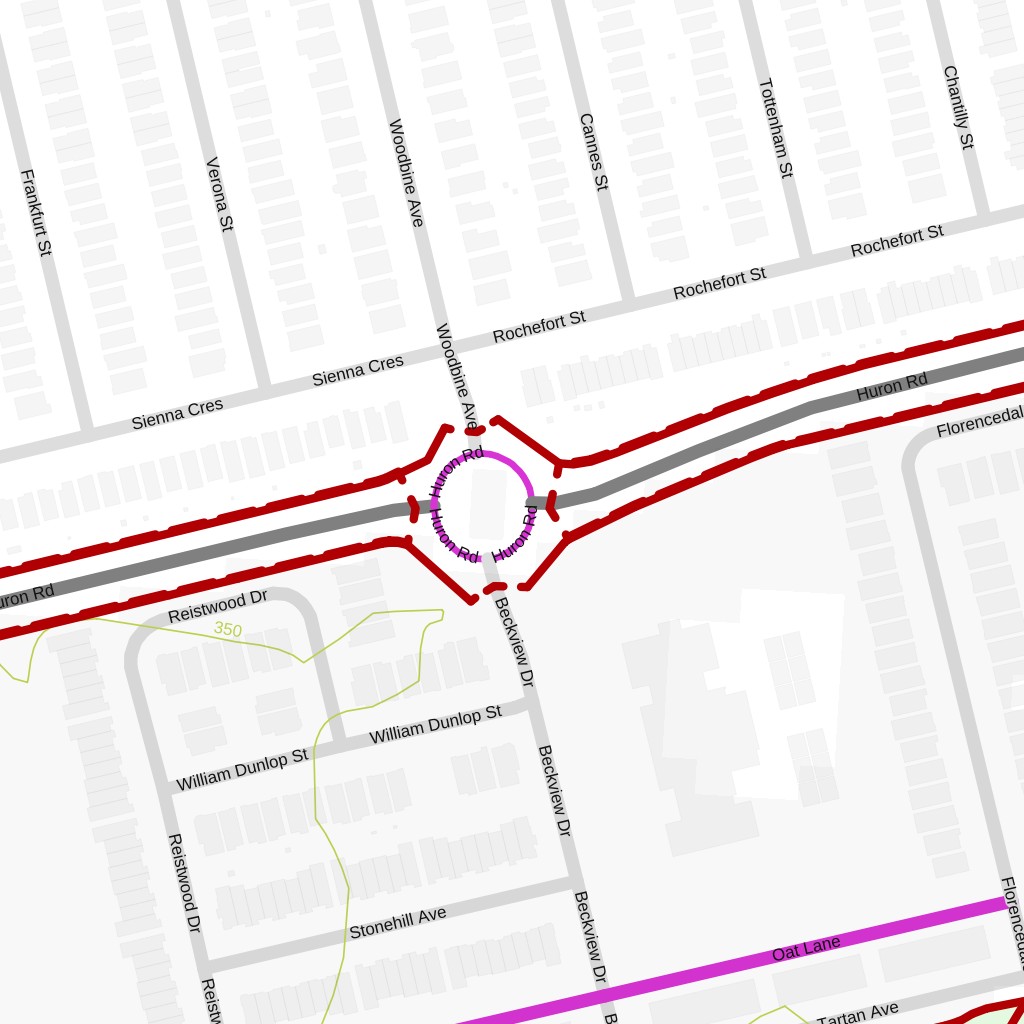 Frankfurt St
Verona St
Woodbine Ave
Cannes St
Tottenham St
Chantilly St
Rochefort St
Rochefort St
Rochefort St
Sienna Cres
Sienna Cres
Woodbine Ave
Huron Rd
Florencedal
Huron Rd
Huron Rd
Huron Rd
Huron Rd
uron Rd
Reistwood Dr
350
Beckview Dr
William Dunlop St
William Dunlop St
Beckview Dr
Reistwood Dr
Stonehill Ave
Beckview Dr
Florenceda
Oat Lane
Reistw
Tartan Ave
B